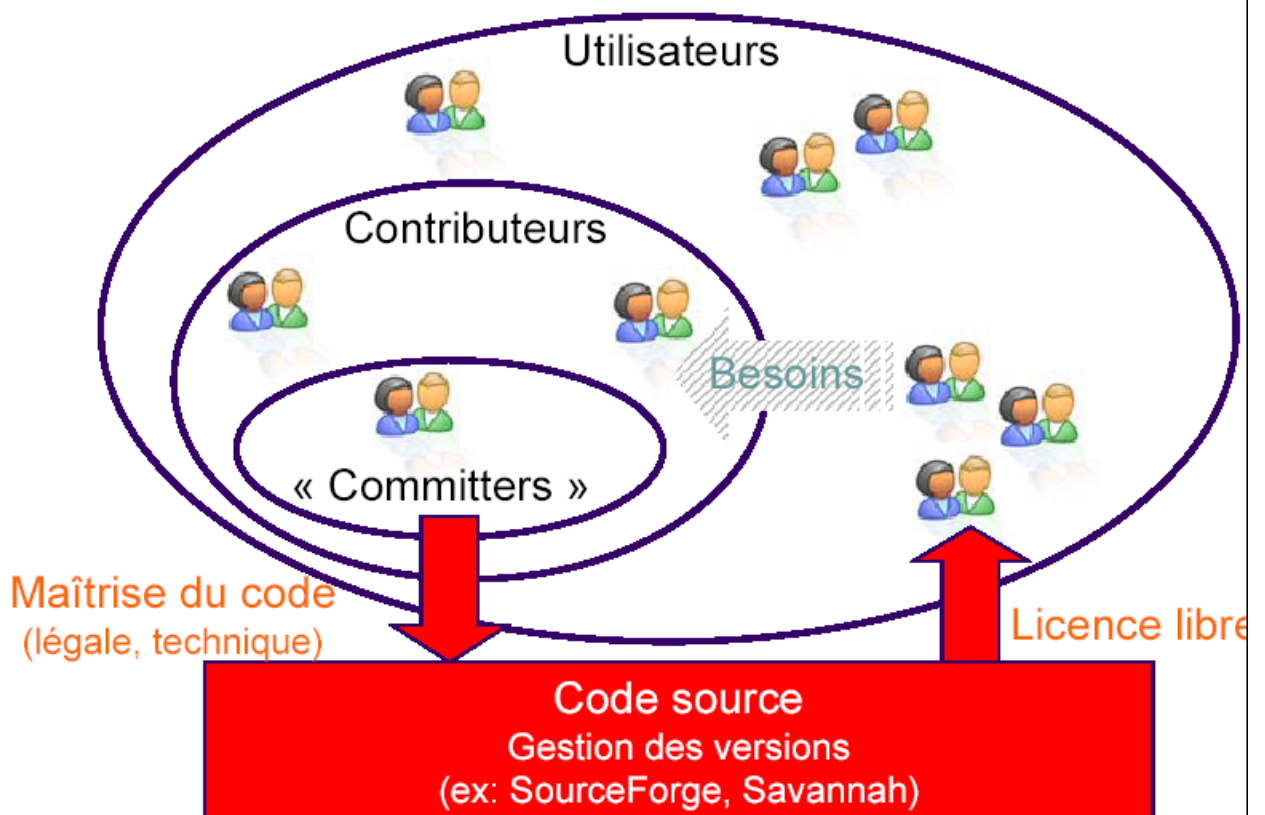 Utilisateurs
Contributeurs
Besoins
« Committers »
Maîtrise du code
(légale, technique)
Licence libre
Code source
Gestion des versions
(ex: SourceForge, Savannah)